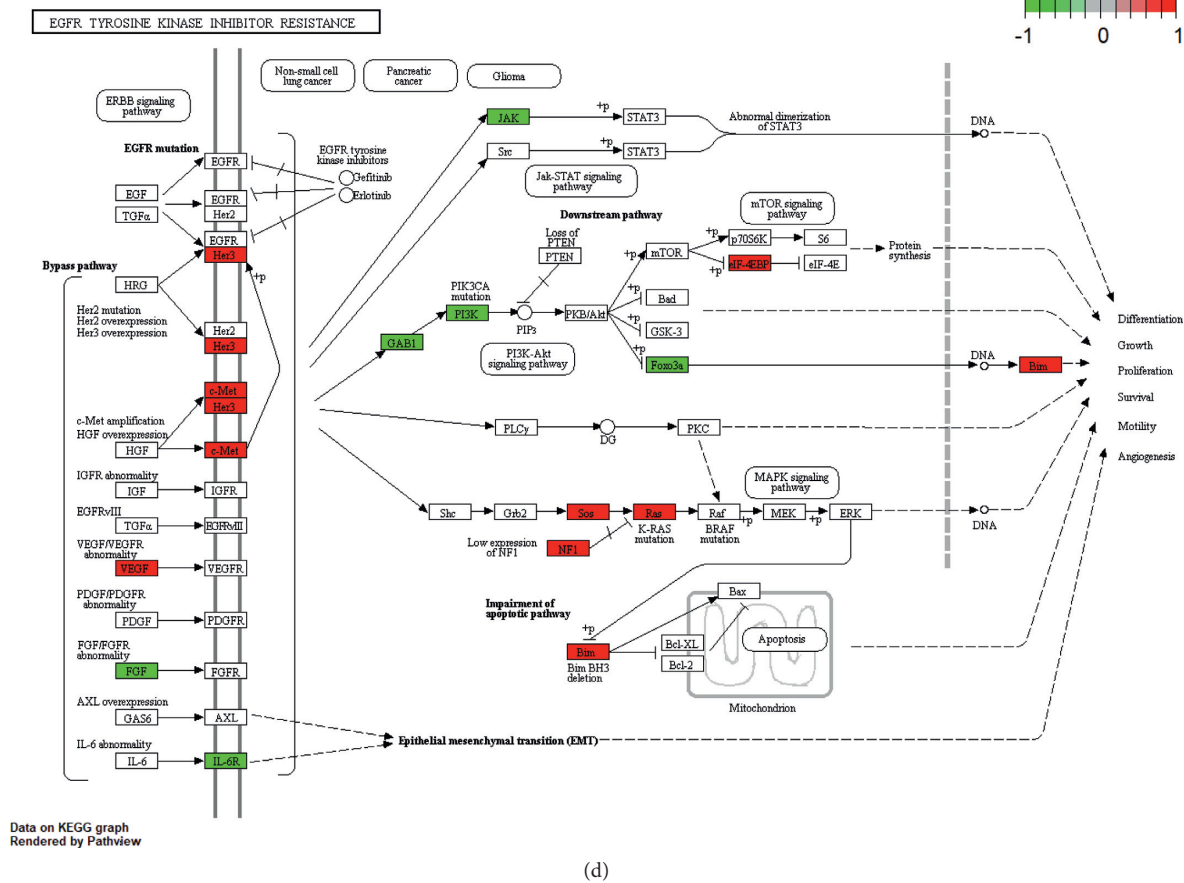 EGFR TYROSINE KINASE INHIBITOR RESISTANCE
-1 0 1
Non-small cell
lung cancer
Pancreatic
cancer
Glioma
ERBB signaling
pathway
EGFR mutation
EGFR
EGF
EGFR
Her2
TGFα
EGFR
Her3
EGFR tyrosine
kinase inhibitors
Gefitinib
Erlotinib
Bypass pathway
HRG
+p
Her2 mutation
Her2 overexpression
Her3 overexpression
Her2
Her3
c-Met
Her3
c-Met amplification
HGF overexpression
HGF
c-Met
IGFR abnormality
IGF
IGFR
EGFRvIII
TGFα
EGFRvIII
VEGF/VEGFR
abnormality
VEGF
VEGFR
PDGF/PDGFR
abnormality
PDGF
PDGFR
FGF/FGFR
abnormality
FGF
FGFR
AXL overexpression
GAS6
AXL
IL-6 abnormality
IL-6
IL-6R
JAK
+p
STAT3
Abnormal dimerization
of STAT3
DNA
Src
+p
STAT3
Jak-STAT signaling
pathway
Downstream pathway
mTOR signaling
pathway
Loss of
PTEN
PTEN
+p
mTOR
+p
p70S6K
S6
Protein
synthesis
+p
eIF-4EBP
eIF-4E
PIK3CA
mutation
PI3K
PIP3
PKB/Akt
+p
Bad
+p
GSK-3
+p
Foxo3a
GAB1
PI3K-Akt
signaling pathway
DNA
Bim
Differentiation
Growth
Proliferation
Survival
Motility
Angiogenesis
PLCγ
DG
PKC
MAPK signaling
pathway
Shc
Grb2
Sos
Ras
K-RAS
mutation
Raf
BRAF
mutation
+p
MEK
+p
ERK
DNA
Low expression
of NF1
NF1
Impairment of
apoptotic pathway
+p
Bim
Bim BH3
deletion
Bax
Bcl-XL
Bcl-2
Apoptosis
Mitochondrion
Epithelial mesenchymal transition (EMT)
Data on KEGG graph
Rendered by Pathview
(d)